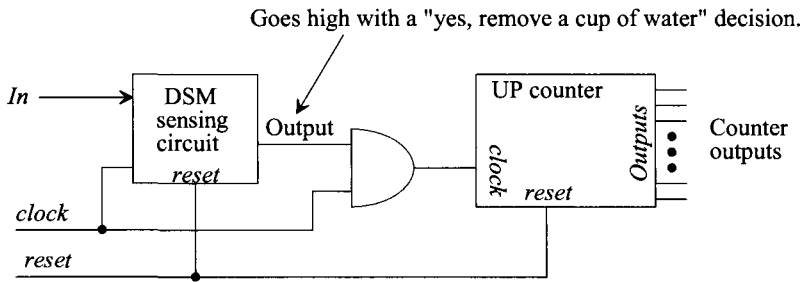 Goes high with a "yes, remove a cup of water" decision.
In
DSM
sensing
circuit
reset
Output
UP counter
clock
reset
Outputs
Counter
outputs
clock
reset